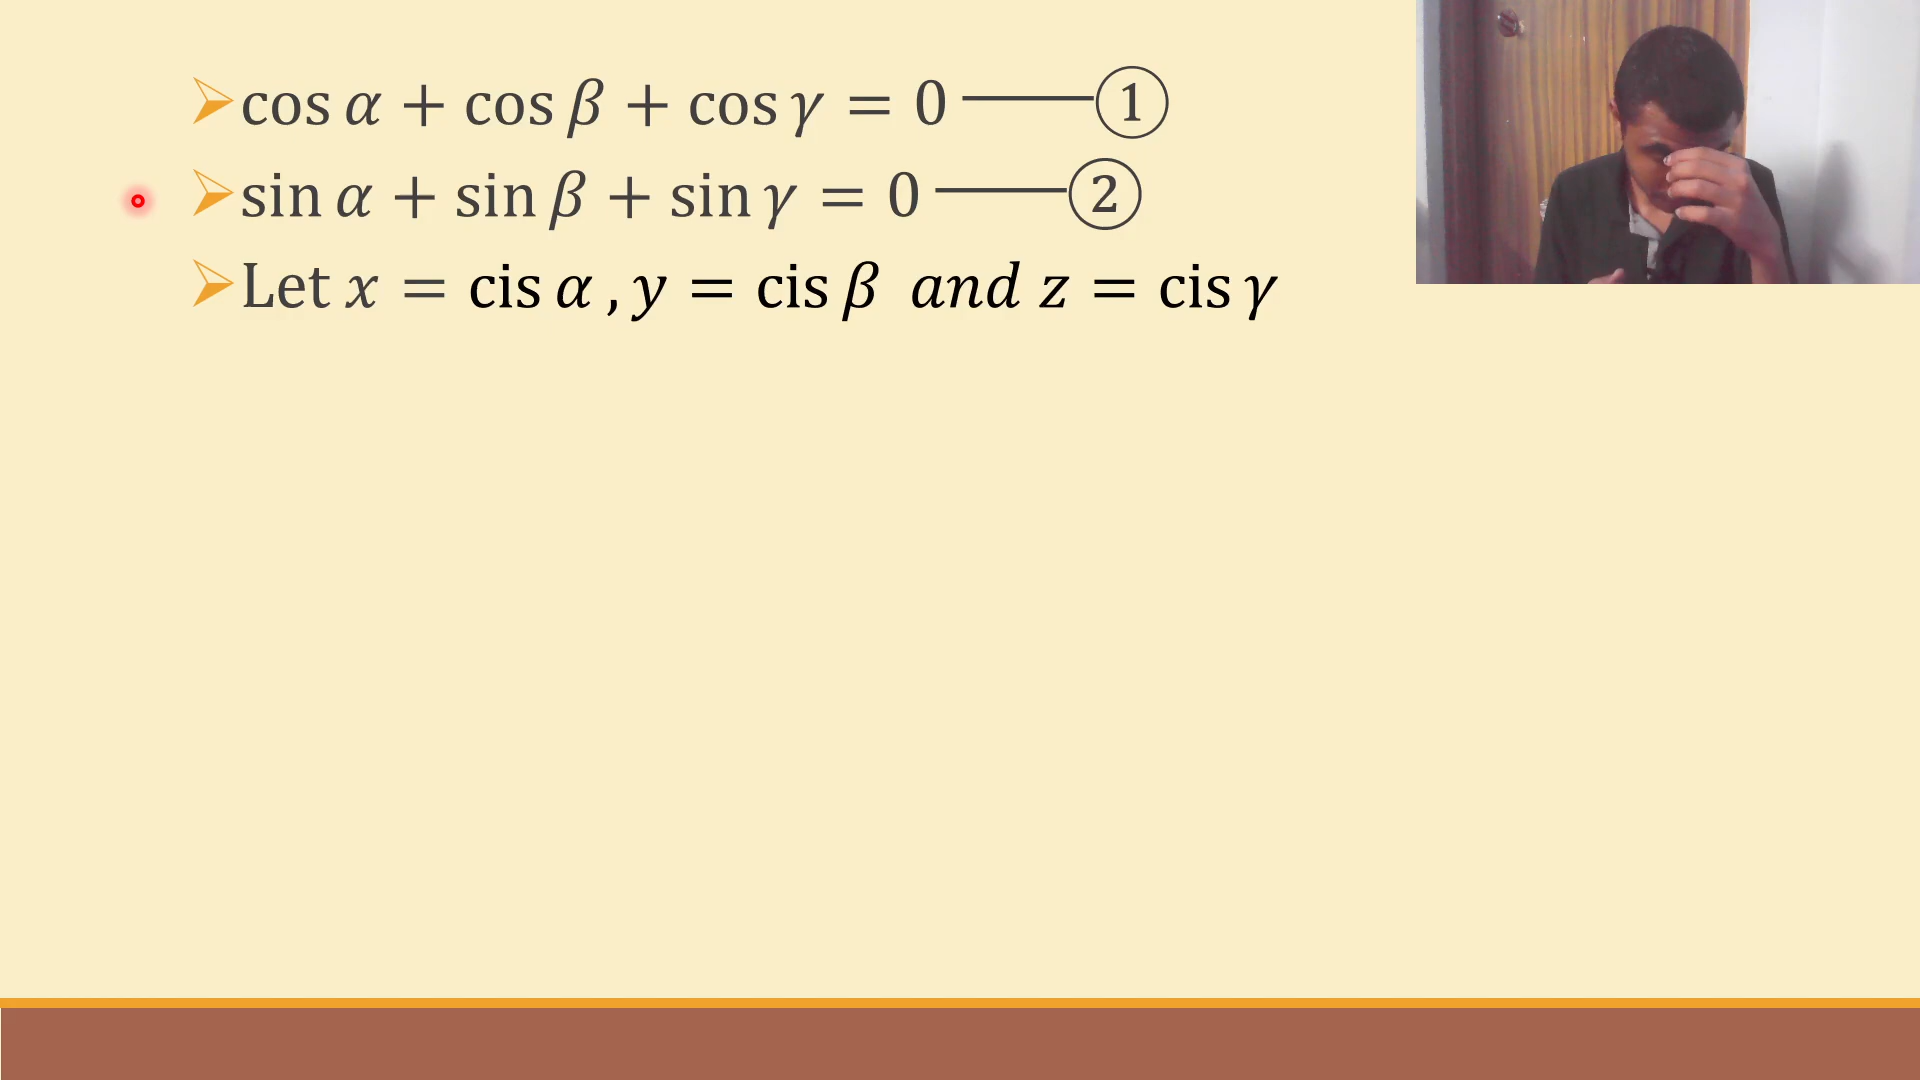 cos α + cos β + cos γ = 0 ——①
sin α + sin β + sin γ = 0 ——②
Let x = cis α , y = cis β and z = cis γ